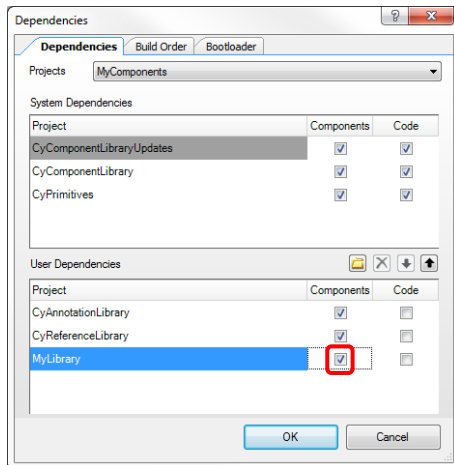 Dependencies
Dependencies Build Order Bootloader
Projects MyComponents
System Dependencies
Project Components Code
CyComponentLibraryUpdates
CyComponentLibrary
CyPrimitives
User Dependencies
Project Components Code
CyAnnotationLibrary
CyReferenceLibrary
MyLibrary
OK Cancel